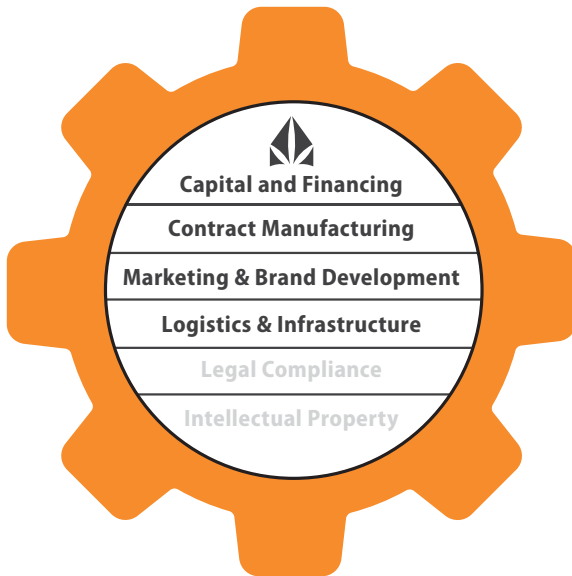 Capital and Financing
Contract Manufacturing
Marketing & Brand Development
Logistics & Infrastructure
Legal Compliance
Intellectual Property